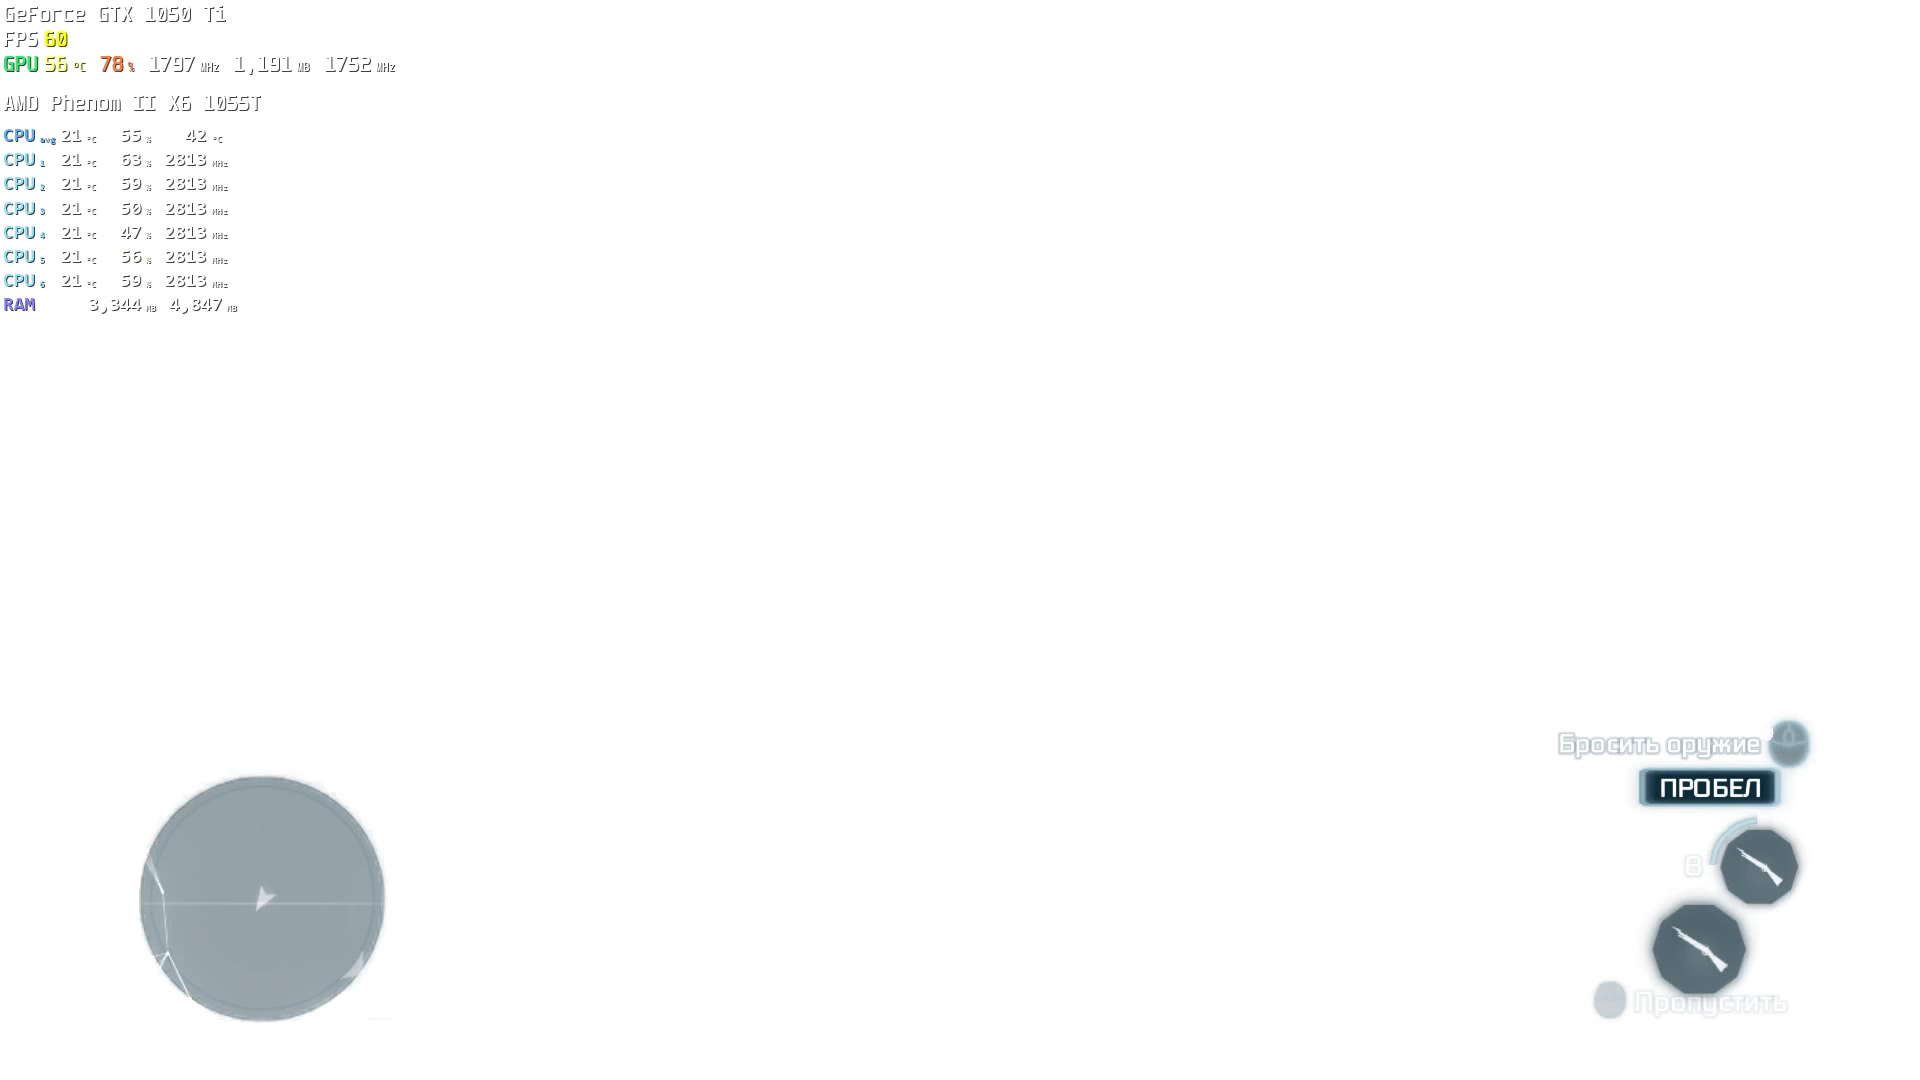 GeForce GTX 1050 Ti
FPS 60
GPU 56 °C 78 % 1797 MHz 1,191 MB 1752 MHz
AMD Phenom II X6 1055T
CPU avg 21 °C 55 % 42 °C
CPU 1 21 °C 63 % 2813 MHz
CPU 2 21 °C 59 % 2813 MHz
CPU 3 21 °C 50 % 2813 MHz
CPU 4 21 °C 47 % 2813 MHz
CPU 5 21 °C 56 % 2813 MHz
CPU 6 21 °C 59 % 2813 MHz
RAM 3,344 MB 4,847 MB
Бросить оружие
ПРОБЕЛ
8
Пропустить